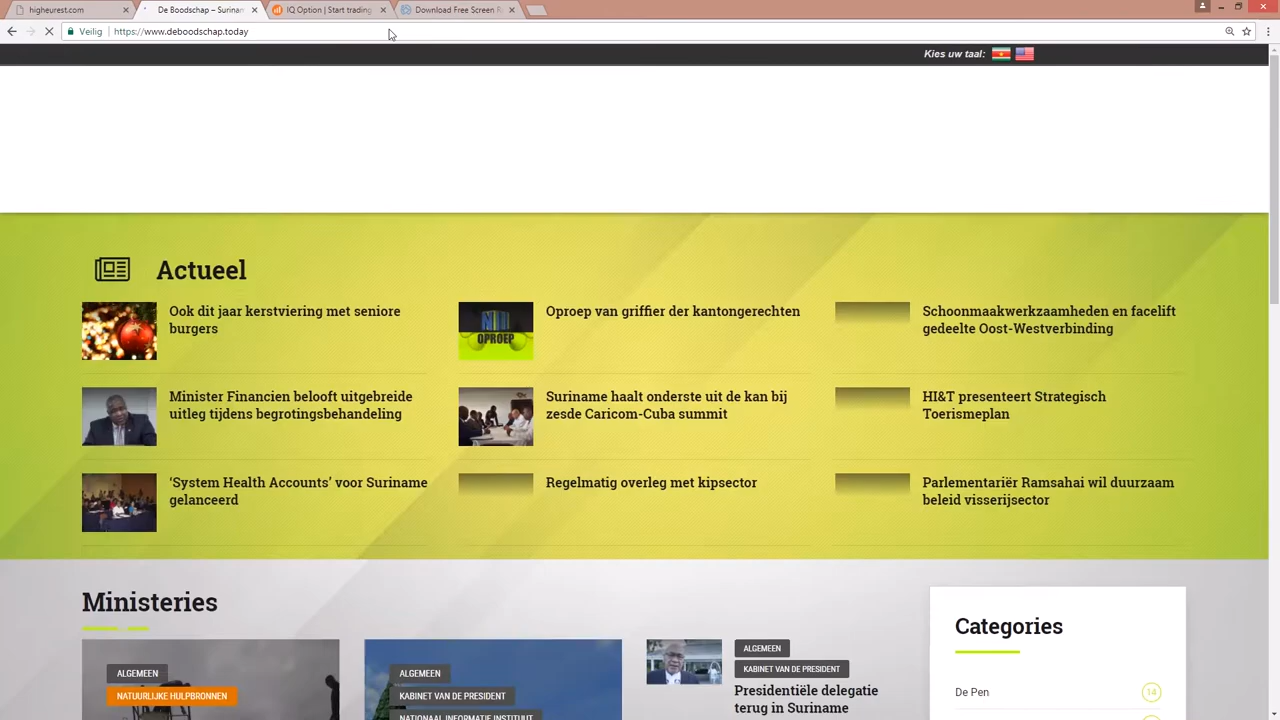 higheurest.com
De Boodschap – Surinam
IQ Option | Start trading
Download Free Screen R
Veilig
https://www.deboodschap.today
Kies uw taal:
Actueel
Ook dit jaar kerstviering met seniore
burgers
Oproep van griffier der kantongerechten
Schoonmaakwerkzaamheden en facelift
gedeelte Oost-Westverbinding
OPROEP
Minister Financien belooft uitgebreide
uitleg tijdens begrotingsbehandeling
Suriname haalt onderste uit de kan bij
zesde Caricom-Cuba summit
HI&T presenteert Strategisch
Toerismeplan
‘System Health Accounts’ voor Suriname
gelanceerd
Regelmatig overleg met kipsector
Parlementariër Ramsahai wil duurzaam
beleid visserijsector
Ministeries
Categories
ALGEMEEN
NATUURLIJKE HULPBRONNEN
ALGEMEEN
KABINET VAN DE PRESIDENT
NATIONAAL INFORMATIE INSTITUUT
ALGEMEEN
KABINET VAN DE PRESIDENT
Presidentiële delegatie
terug in Suriname
De Pen
14